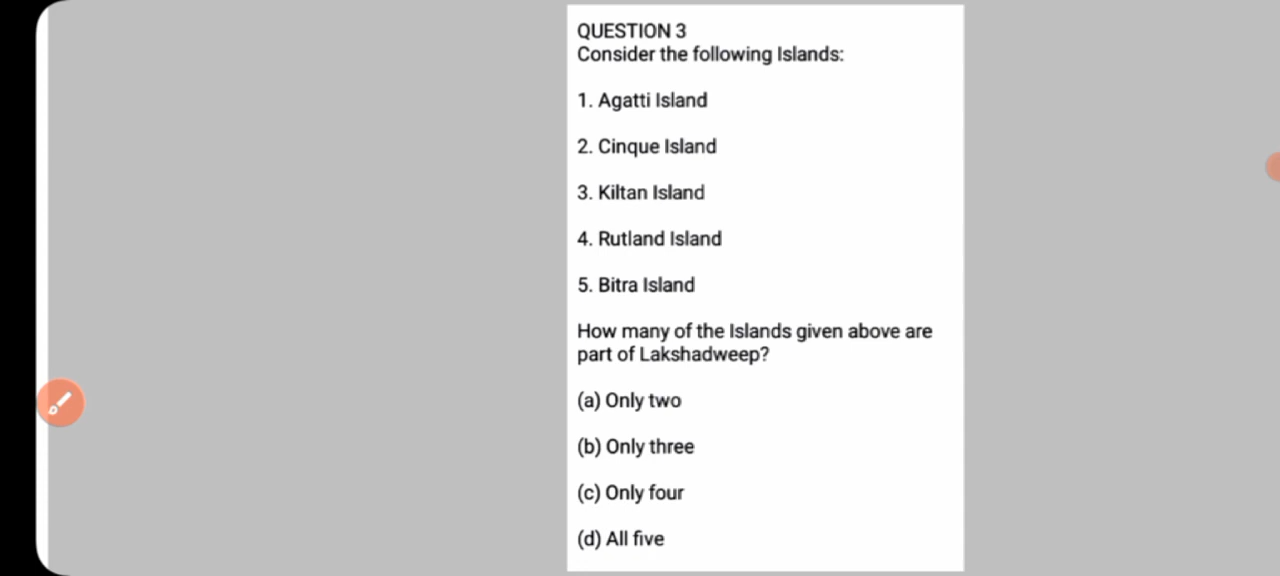 QUESTION 3
Consider the following Islands:
1. Agatti Island
2. Cinque Island
3. Kiltan Island
4. Rutland Island
5. Bitra Island
How many of the Islands given above are
part of Lakshadweep?
(a) Only two
(b) Only three
(c) Only four
(d) All five